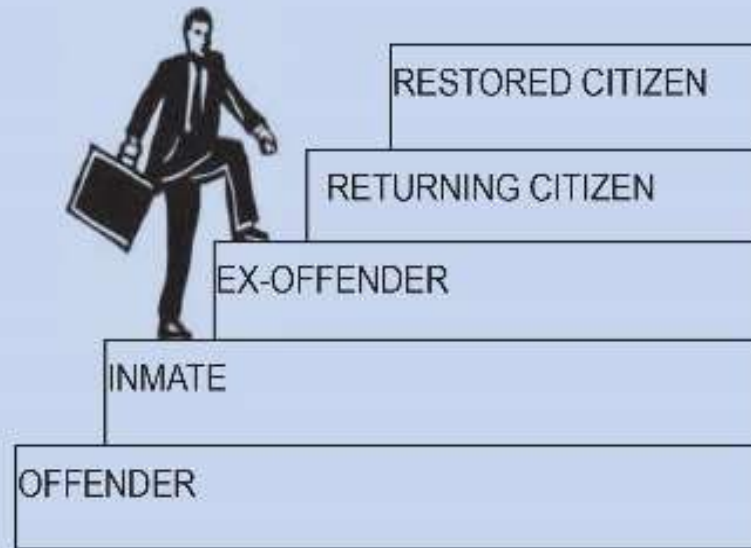 RESTORED CITIZEN
RETURNING CITIZEN
EX-OFFENDER
INMATE
OFFENDER